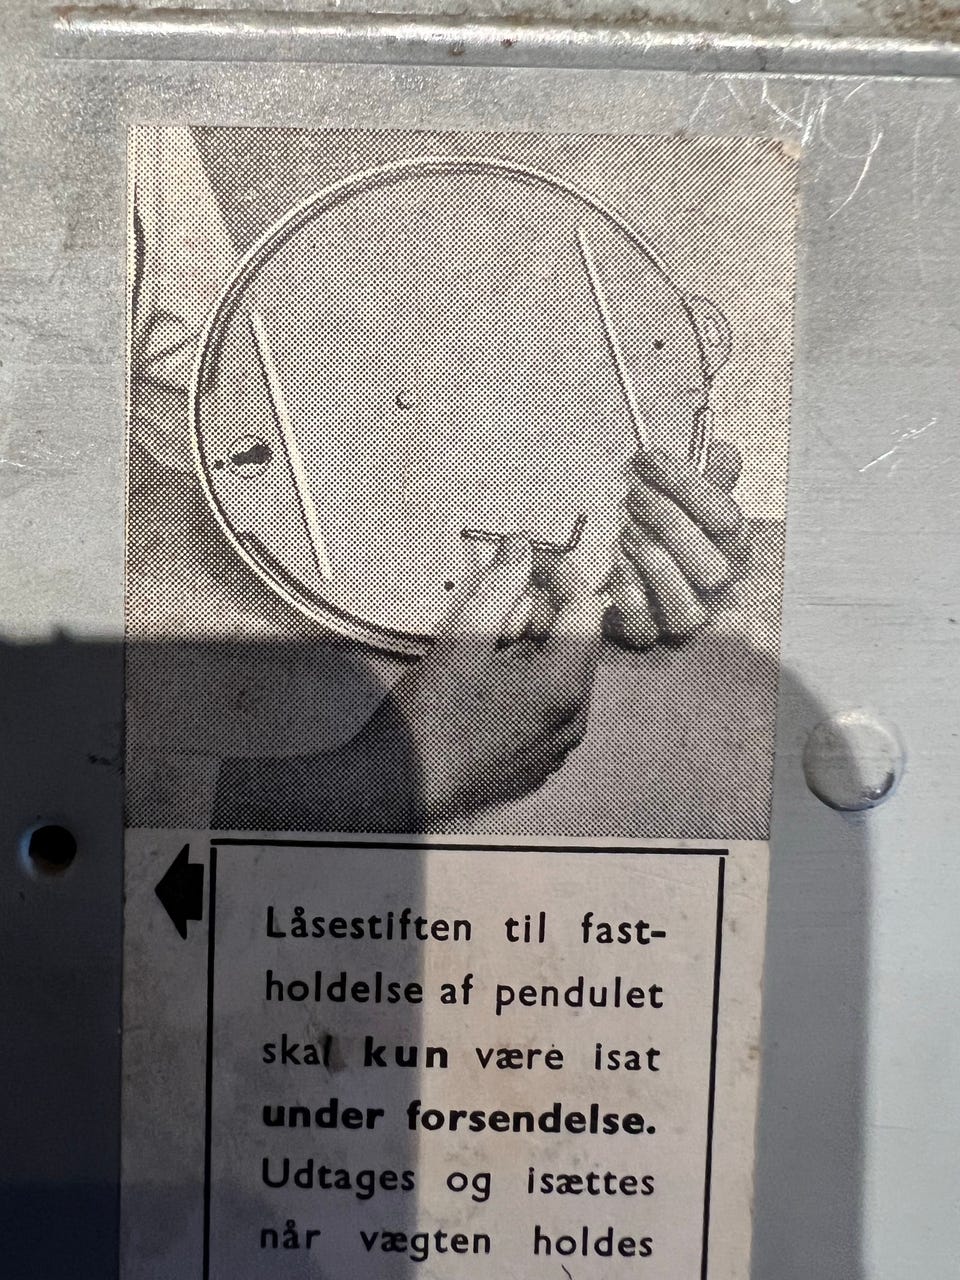 Låsestiften til fast-
holdelse af pendulet
skal kun være isat
under forsendelse.
Udtages og isættes
når vægten holdes